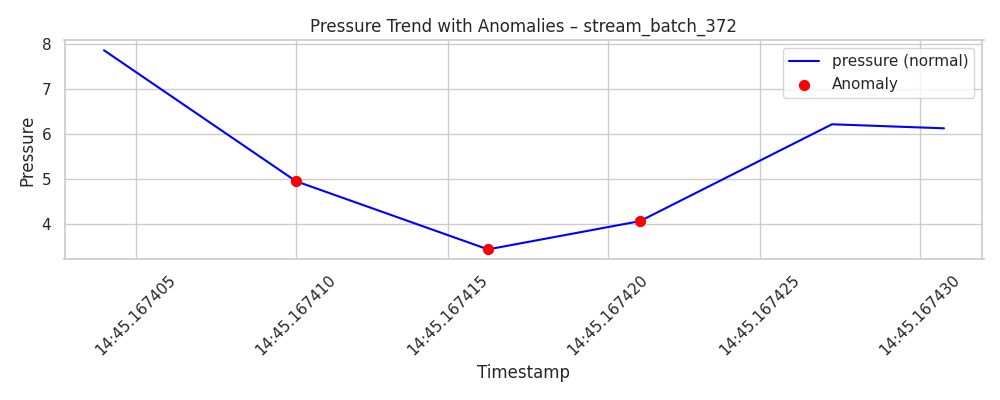 Pressure Trend with Anomalies – stream_batch_372
pressure (normal)
Anomaly
Pressure
8
7
6
5
4
14:45.167405
14:45.167410
14:45.167415
14:45.167420
14:45.167425
14:45.167430
Timestamp